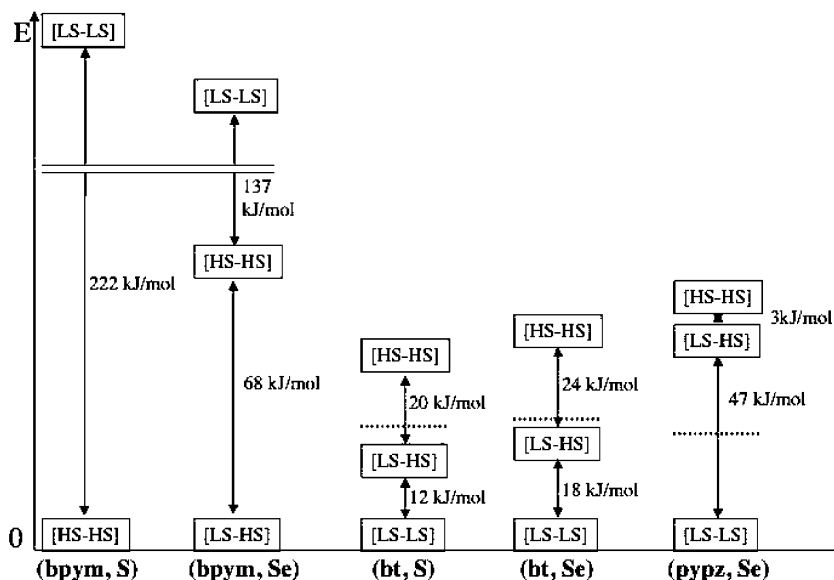 E
[LS-LS]
[LS-LS]
137
kJ/mol
[HS-HS]
222 kJ/mol
[HS-HS]
3kJ/mol
[HS-HS]
[HS-HS]
[LS-HS]
68 kJ/mol
20 kJ/mol
24 kJ/mol
47 kJ/mol
[LS-HS]
[LS-HS]
12 kJ/mol
18 kJ/mol
0
[HS-HS]
[LS-HS]
[LS-LS]
[LS-LS]
[LS-LS]
(bpym, S)
(bpym, Se)
(bt, S)
(bt, Se)
(pypz, Se)